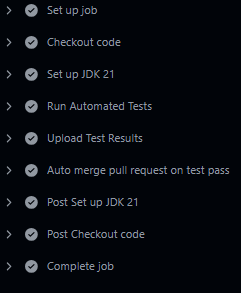 Set up job
Checkout code
Set up JDK 21
Run Automated Tests
Upload Test Results
Auto merge pull request on test pass
Post Set up JDK 21
Post Checkout code
Complete job